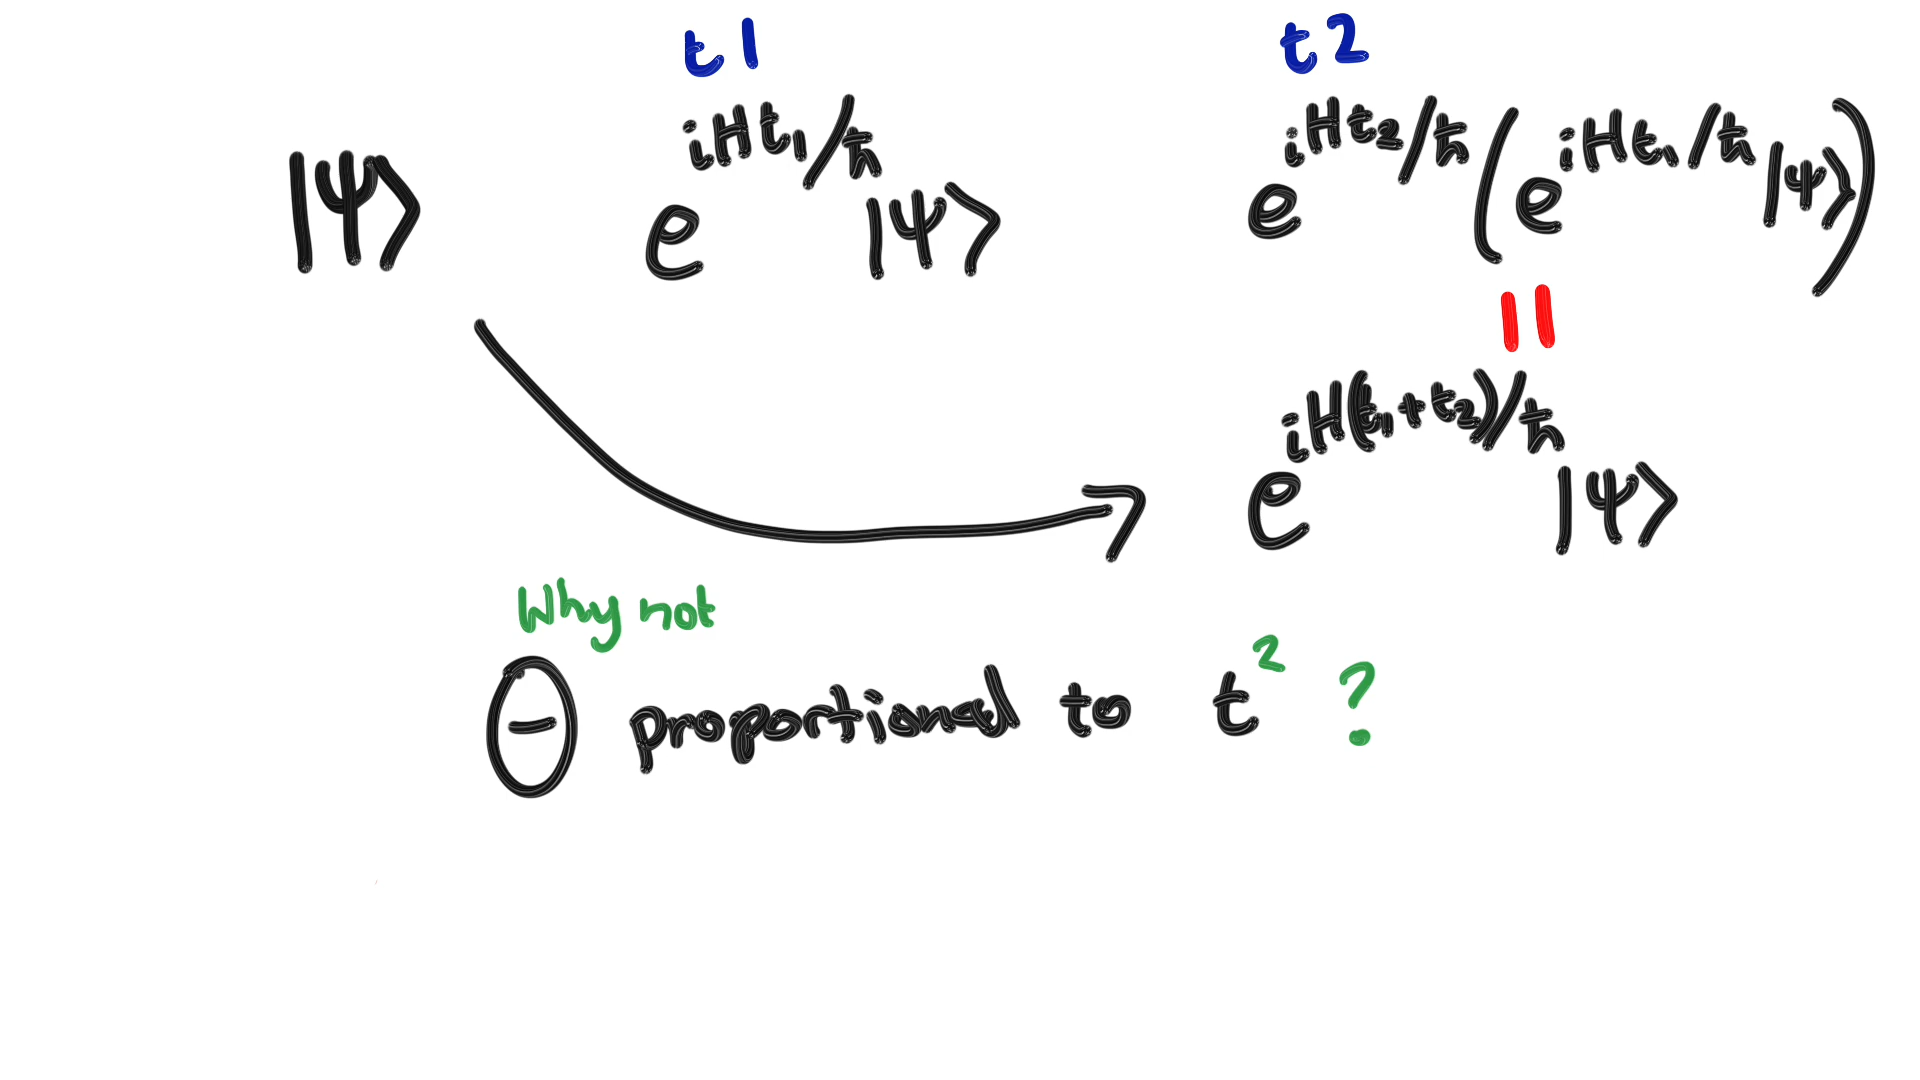 t1 t2
|ψ⟩ e^{iHt₁/ħ}|ψ⟩ e^{iHt₂/ħ}(e^{iHt₁/ħ}|ψ⟩)
=
e^{iH(t₁+t₂)/ħ}|ψ⟩
Why not
Θ proportional to t² ?